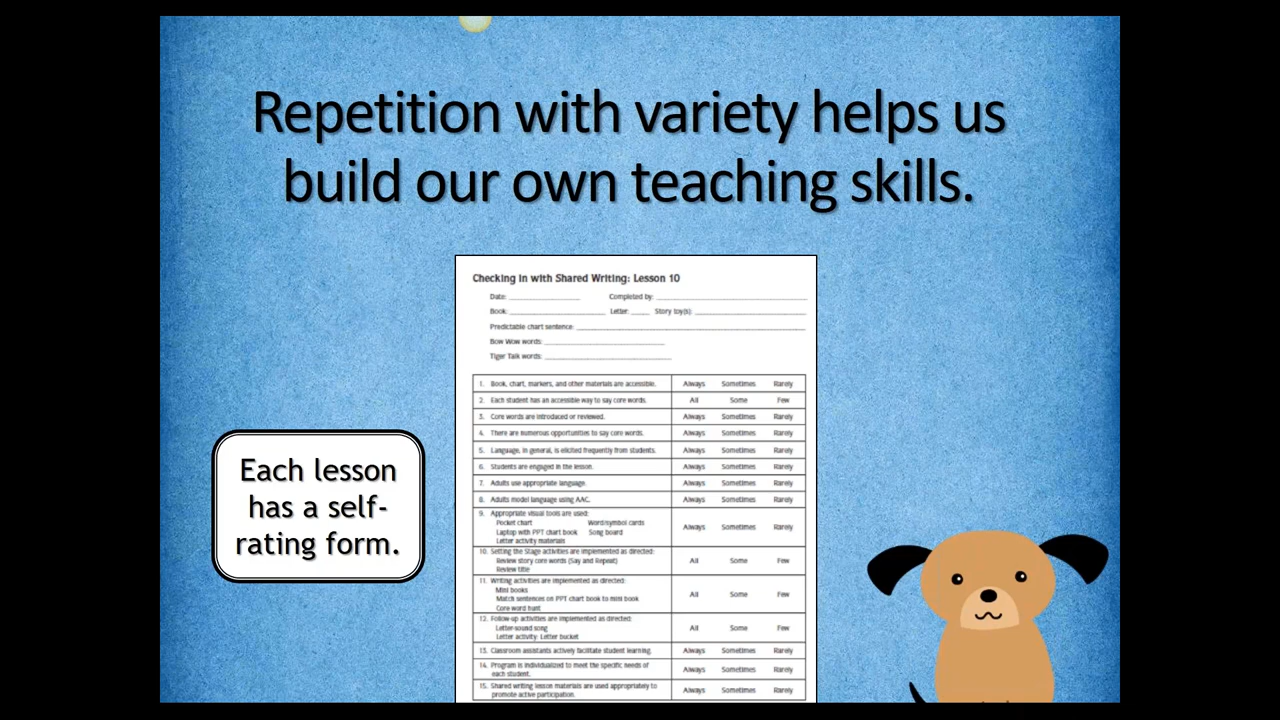 Repetition with variety helps us
build our own teaching skills.
Checking in with Shared Writing: Lesson 10
Date: Completed by:
Book: Letter: Story toy(s):
Predictable chart sentence:
Bow Wow words:
Tiger Talk words:
1. Book, chart, markers, and other materials are accessible. Always Sometimes Rarely
2. Each student has an accessible way to say core words. All Some Few
3. Core words are introduced or reviewed. Always Sometimes Rarely
4. There are numerous opportunities to say core words. Always Sometimes Rarely
5. Language, in general, is elicited frequently from students. Always Sometimes Rarely
6. Students are engaged in the lesson. Always Sometimes Rarely
7. Adults use appropriate language. Always Sometimes Rarely
8. Adults model language using AAC. Always Sometimes Rarely
9. Appropriate visual tools are used:
Pocket chart Word/symbol cards
Laptop with PPT chart book Song board
Letter activity materials
Always Sometimes Rarely
10. Setting the Stage activities are implemented as directed:
Review story core words (Say and Repeat)
Review title
All Some Few
11. Writing activities are implemented as directed:
Mini books
Match sentences on PPT chart book to mini book
Core word hunt
All Some Few
12. Follow-up activities are implemented as directed:
Letter-sound song
Letter activity: Letter bucket
All Some Few
13. Classroom assistants actively facilitate student learning. Always Sometimes Rarely
14. Program is individualized to meet the specific needs of
each student.
Always Sometimes Rarely
15. Shared writing lesson materials are used appropriately to
promote active participation.
Always Sometimes Rarely
Each lesson
has a self-
rating form.